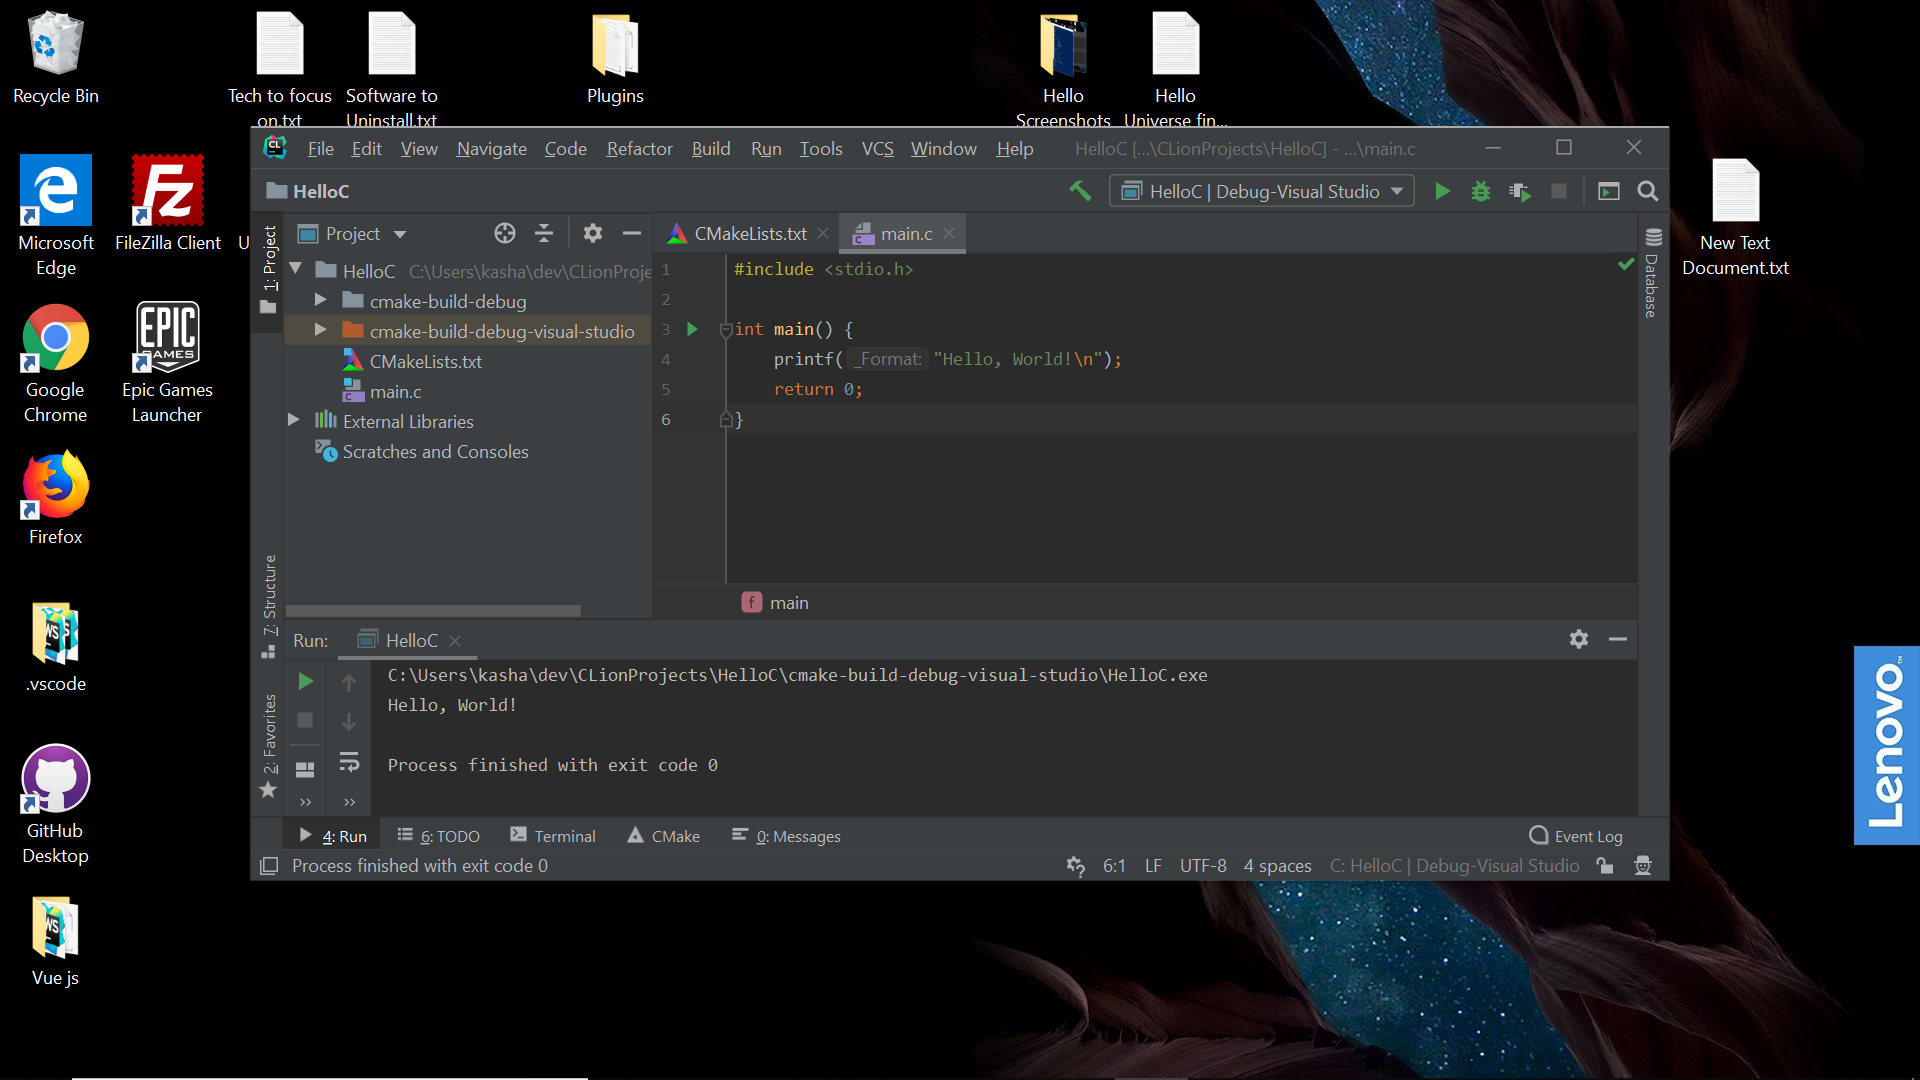 Recycle Bin
Tech to focus
on.txt
Software to
Uninstall.txt
Plugins
Hello
Screenshots
Hello
Universe fin...
Microsoft
Edge
FileZilla Client
U
New Text
Document.txt
Google
Chrome
EPIC
GAMES
Epic Games
Launcher
Firefox
.vscode
GitHub
Desktop
Vue js
Lenovo™
CL
File Edit View Navigate Code Refactor Build Run Tools VCS Window Help
HelloC [...\CLionProjects\HelloC] - ...\main.c
HelloC
HelloC | Debug-Visual Studio
1: Project
7: Structure
2: Favorites
Project
HelloC C:\Users\kasha\dev\CLionProje
cmake-build-debug
cmake-build-debug-visual-studio
CMakeLists.txt
main.c
External Libraries
Scratches and Consoles
CMakeLists.txt
main.c
Database
1 #include <stdio.h>
2
3 int main() {
4 printf( _Format: "Hello, World!\n");
5 return 0;
6 }
f main
Run: HelloC
C:\Users\kasha\dev\CLionProjects\HelloC\cmake-build-debug-visual-studio\HelloC.exe
Hello, World!
Process finished with exit code 0
4: Run 6: TODO Terminal CMake 0: Messages Event Log
Process finished with exit code 0
6:1 LF UTF-8 4 spaces C: HelloC | Debug-Visual Studio